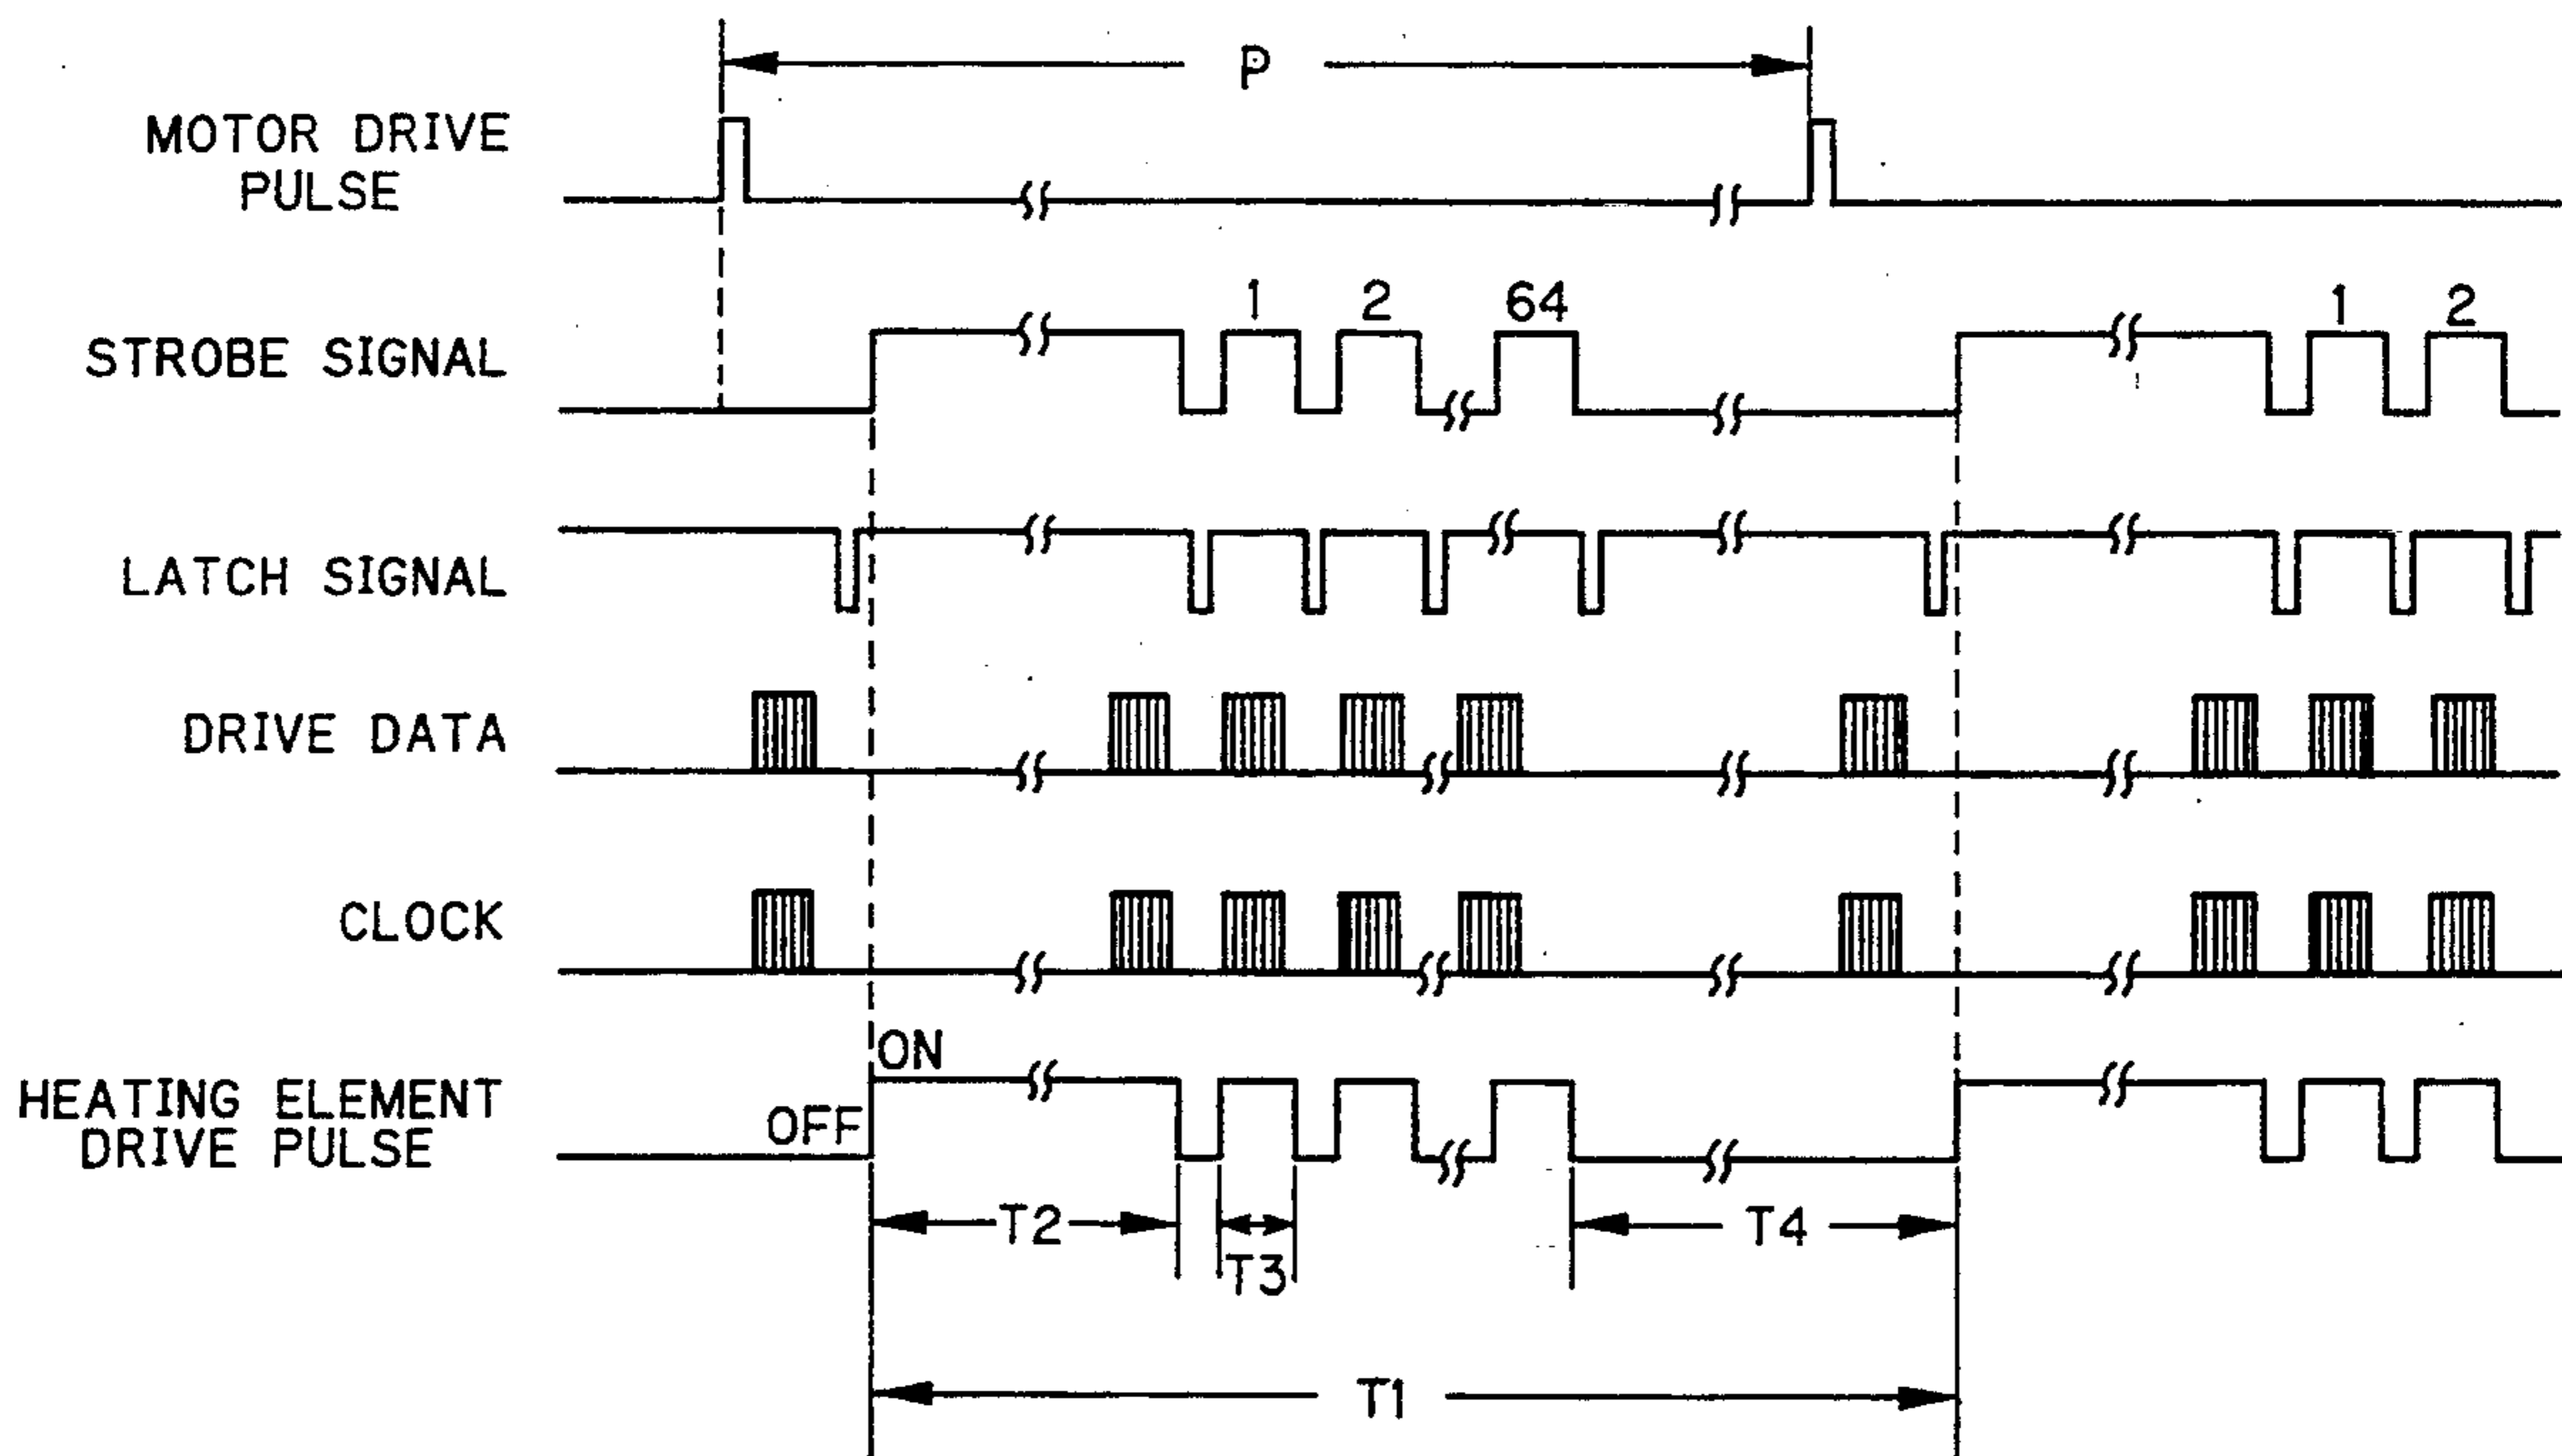 P
MOTOR DRIVE
PULSE
1 2 64 1 2
STROBE SIGNAL
LATCH SIGNAL
DRIVE DATA
CLOCK
ON
HEATING ELEMENT
OFF
DRIVE PULSE
T2 T4
T3
T1